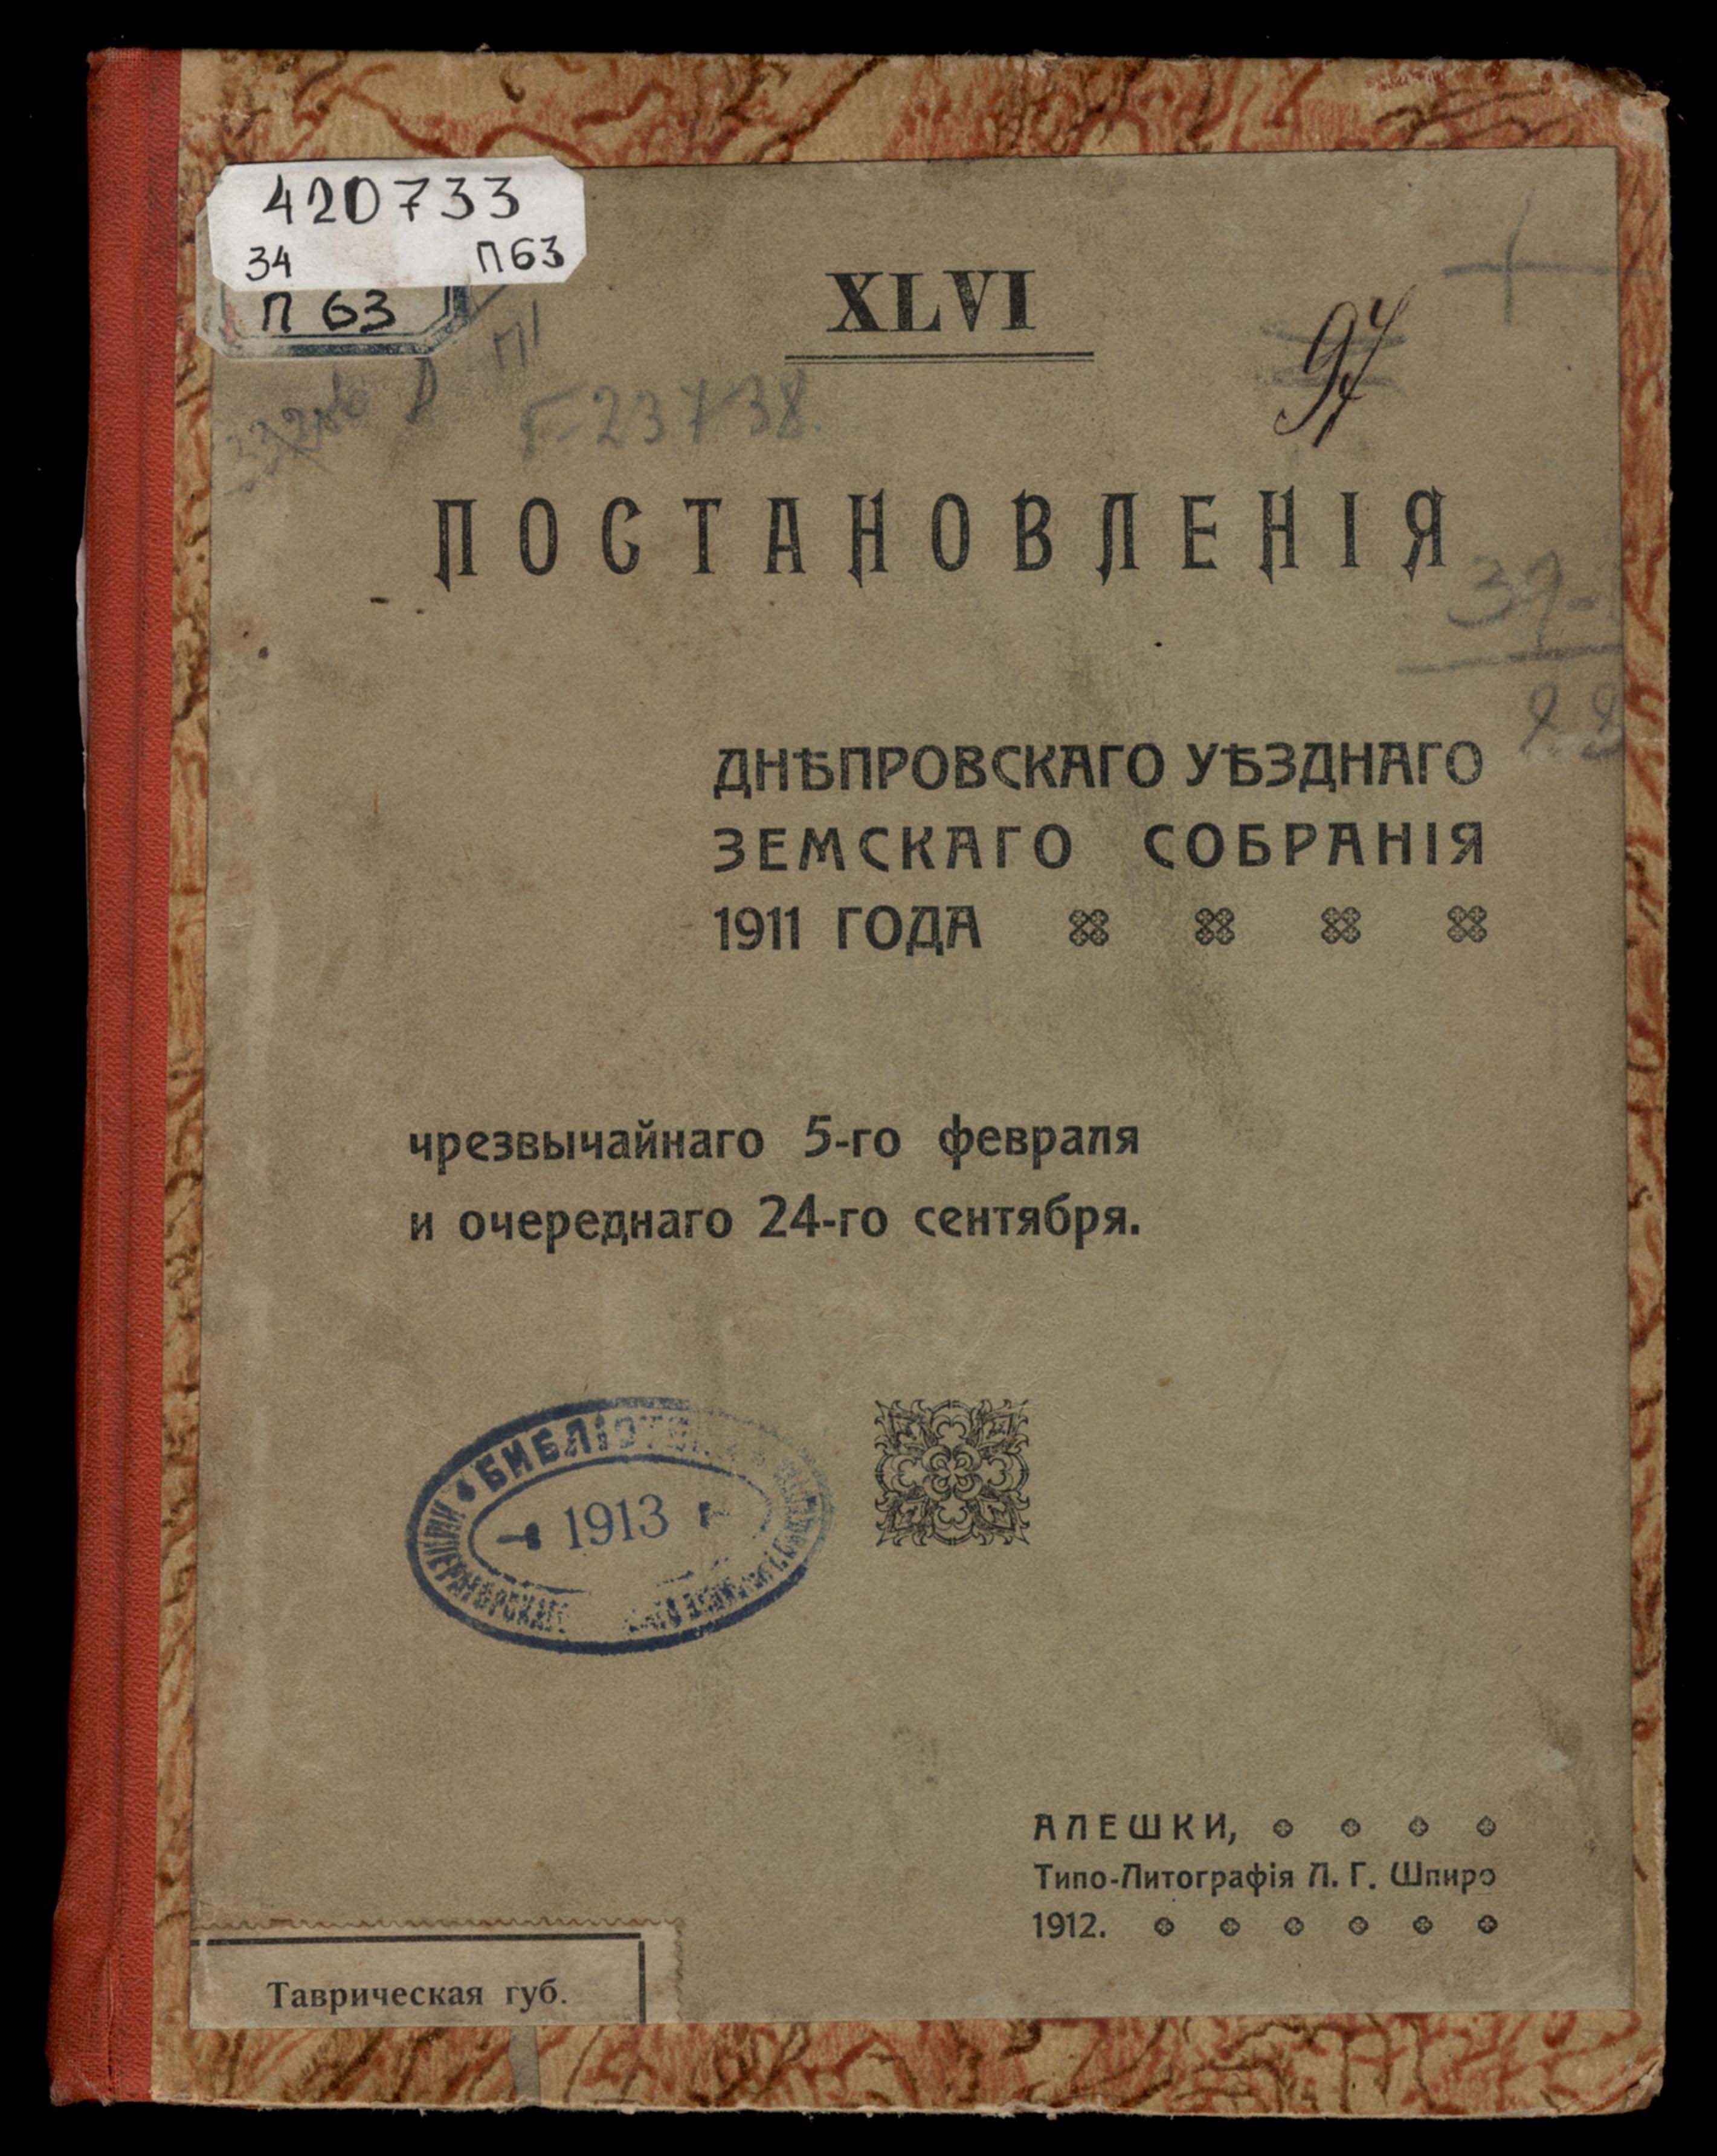 420733
34 П63
П 63
XLVI
97
ПОСТАНОВЛЕНІЯ
ДНѢПРОВСКАГО УѢЗДНАГО
ЗЕМСКАГО СОБРАНІЯ
1911 ГОДА
чрезвычайнаго 5-го февраля
и очереднаго 24-го сентября.
БИБЛІОТЕКА
1913
АЛЕШКИ,
Типо-Литографія Л. Г. Шпиро
1912.
Таврическая губ.